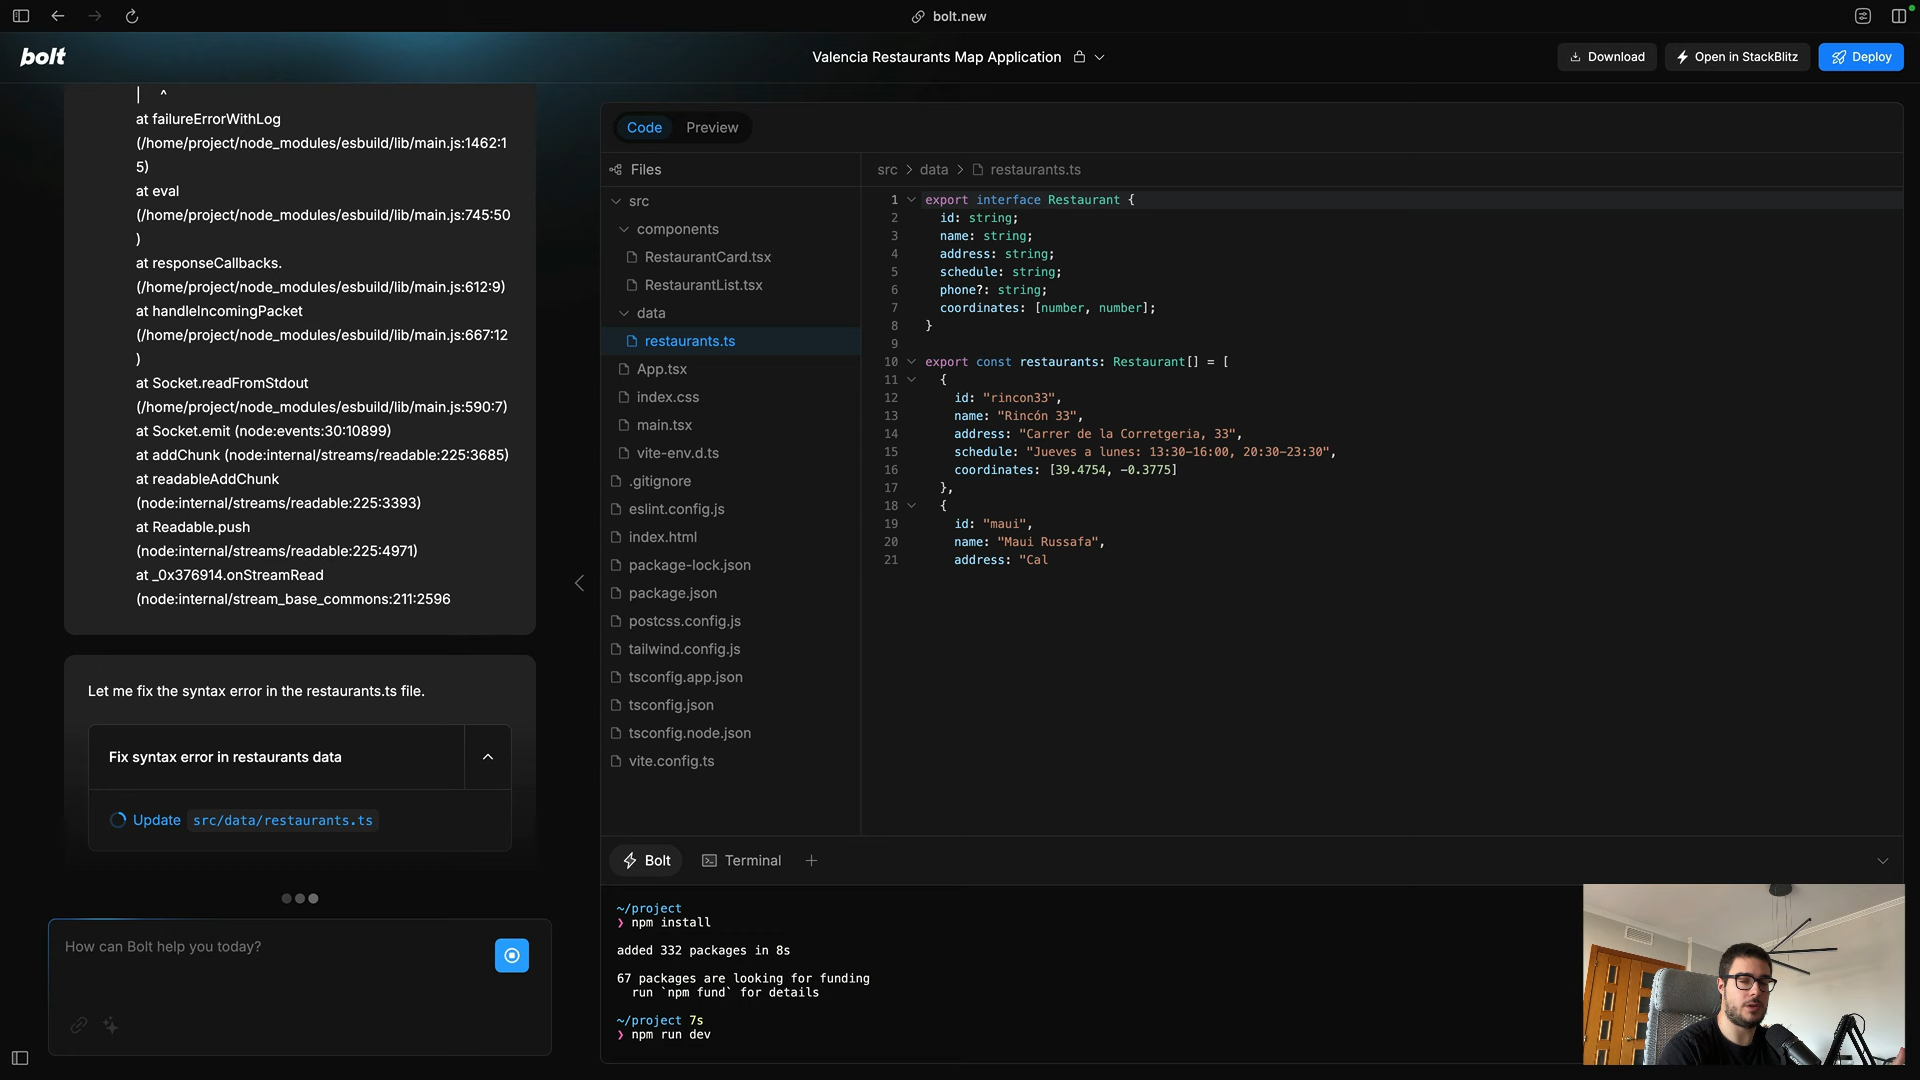 bolt.new
bolt
Valencia Restaurants Map Application
Download
Open in StackBlitz
Deploy
| ^
at failureErrorWithLog
(/home/project/node_modules/esbuild/lib/main.js:1462:1
5)
at eval
(/home/project/node_modules/esbuild/lib/main.js:745:50
)
at responseCallbacks.
(/home/project/node_modules/esbuild/lib/main.js:612:9)
at handleIncomingPacket
(/home/project/node_modules/esbuild/lib/main.js:667:12
)
at Socket.readFromStdout
(/home/project/node_modules/esbuild/lib/main.js:590:7)
at Socket.emit (node:events:30:10899)
at addChunk (node:internal/streams/readable:225:3685)
at readableAddChunk
(node:internal/streams/readable:225:3393)
at Readable.push
(node:internal/streams/readable:225:4971)
at _0x376914.onStreamRead
(node:internal/stream_base_commons:211:2596
Let me fix the syntax error in the restaurants.ts file.
Fix syntax error in restaurants data
Update src/data/restaurants.ts
How can Bolt help you today?
Code Preview
Files
src
components
RestaurantCard.tsx
RestaurantList.tsx
data
restaurants.ts
App.tsx
index.css
main.tsx
vite-env.d.ts
.gitignore
eslint.config.js
index.html
package-lock.json
package.json
postcss.config.js
tailwind.config.js
tsconfig.app.json
tsconfig.json
tsconfig.node.json
vite.config.ts
src > data > restaurants.ts
1 export interface Restaurant {
2 id: string;
3 name: string;
4 address: string;
5 schedule: string;
6 phone?: string;
7 coordinates: [number, number];
8 }
9
10 export const restaurants: Restaurant[] = [
11 {
12 id: "rincon33",
13 name: "Rincón 33",
14 address: "Carrer de la Corretgeria, 33",
15 schedule: "Jueves a lunes: 13:30-16:00, 20:30-23:30",
16 coordinates: [39.4754, -0.3775]
17 },
18 {
19 id: "maui",
20 name: "Maui Russafa",
21 address: "Cal
Bolt Terminal +
~/project
❯ npm install
added 332 packages in 8s
67 packages are looking for funding
run `npm fund` for details
~/project 7s
❯ npm run dev